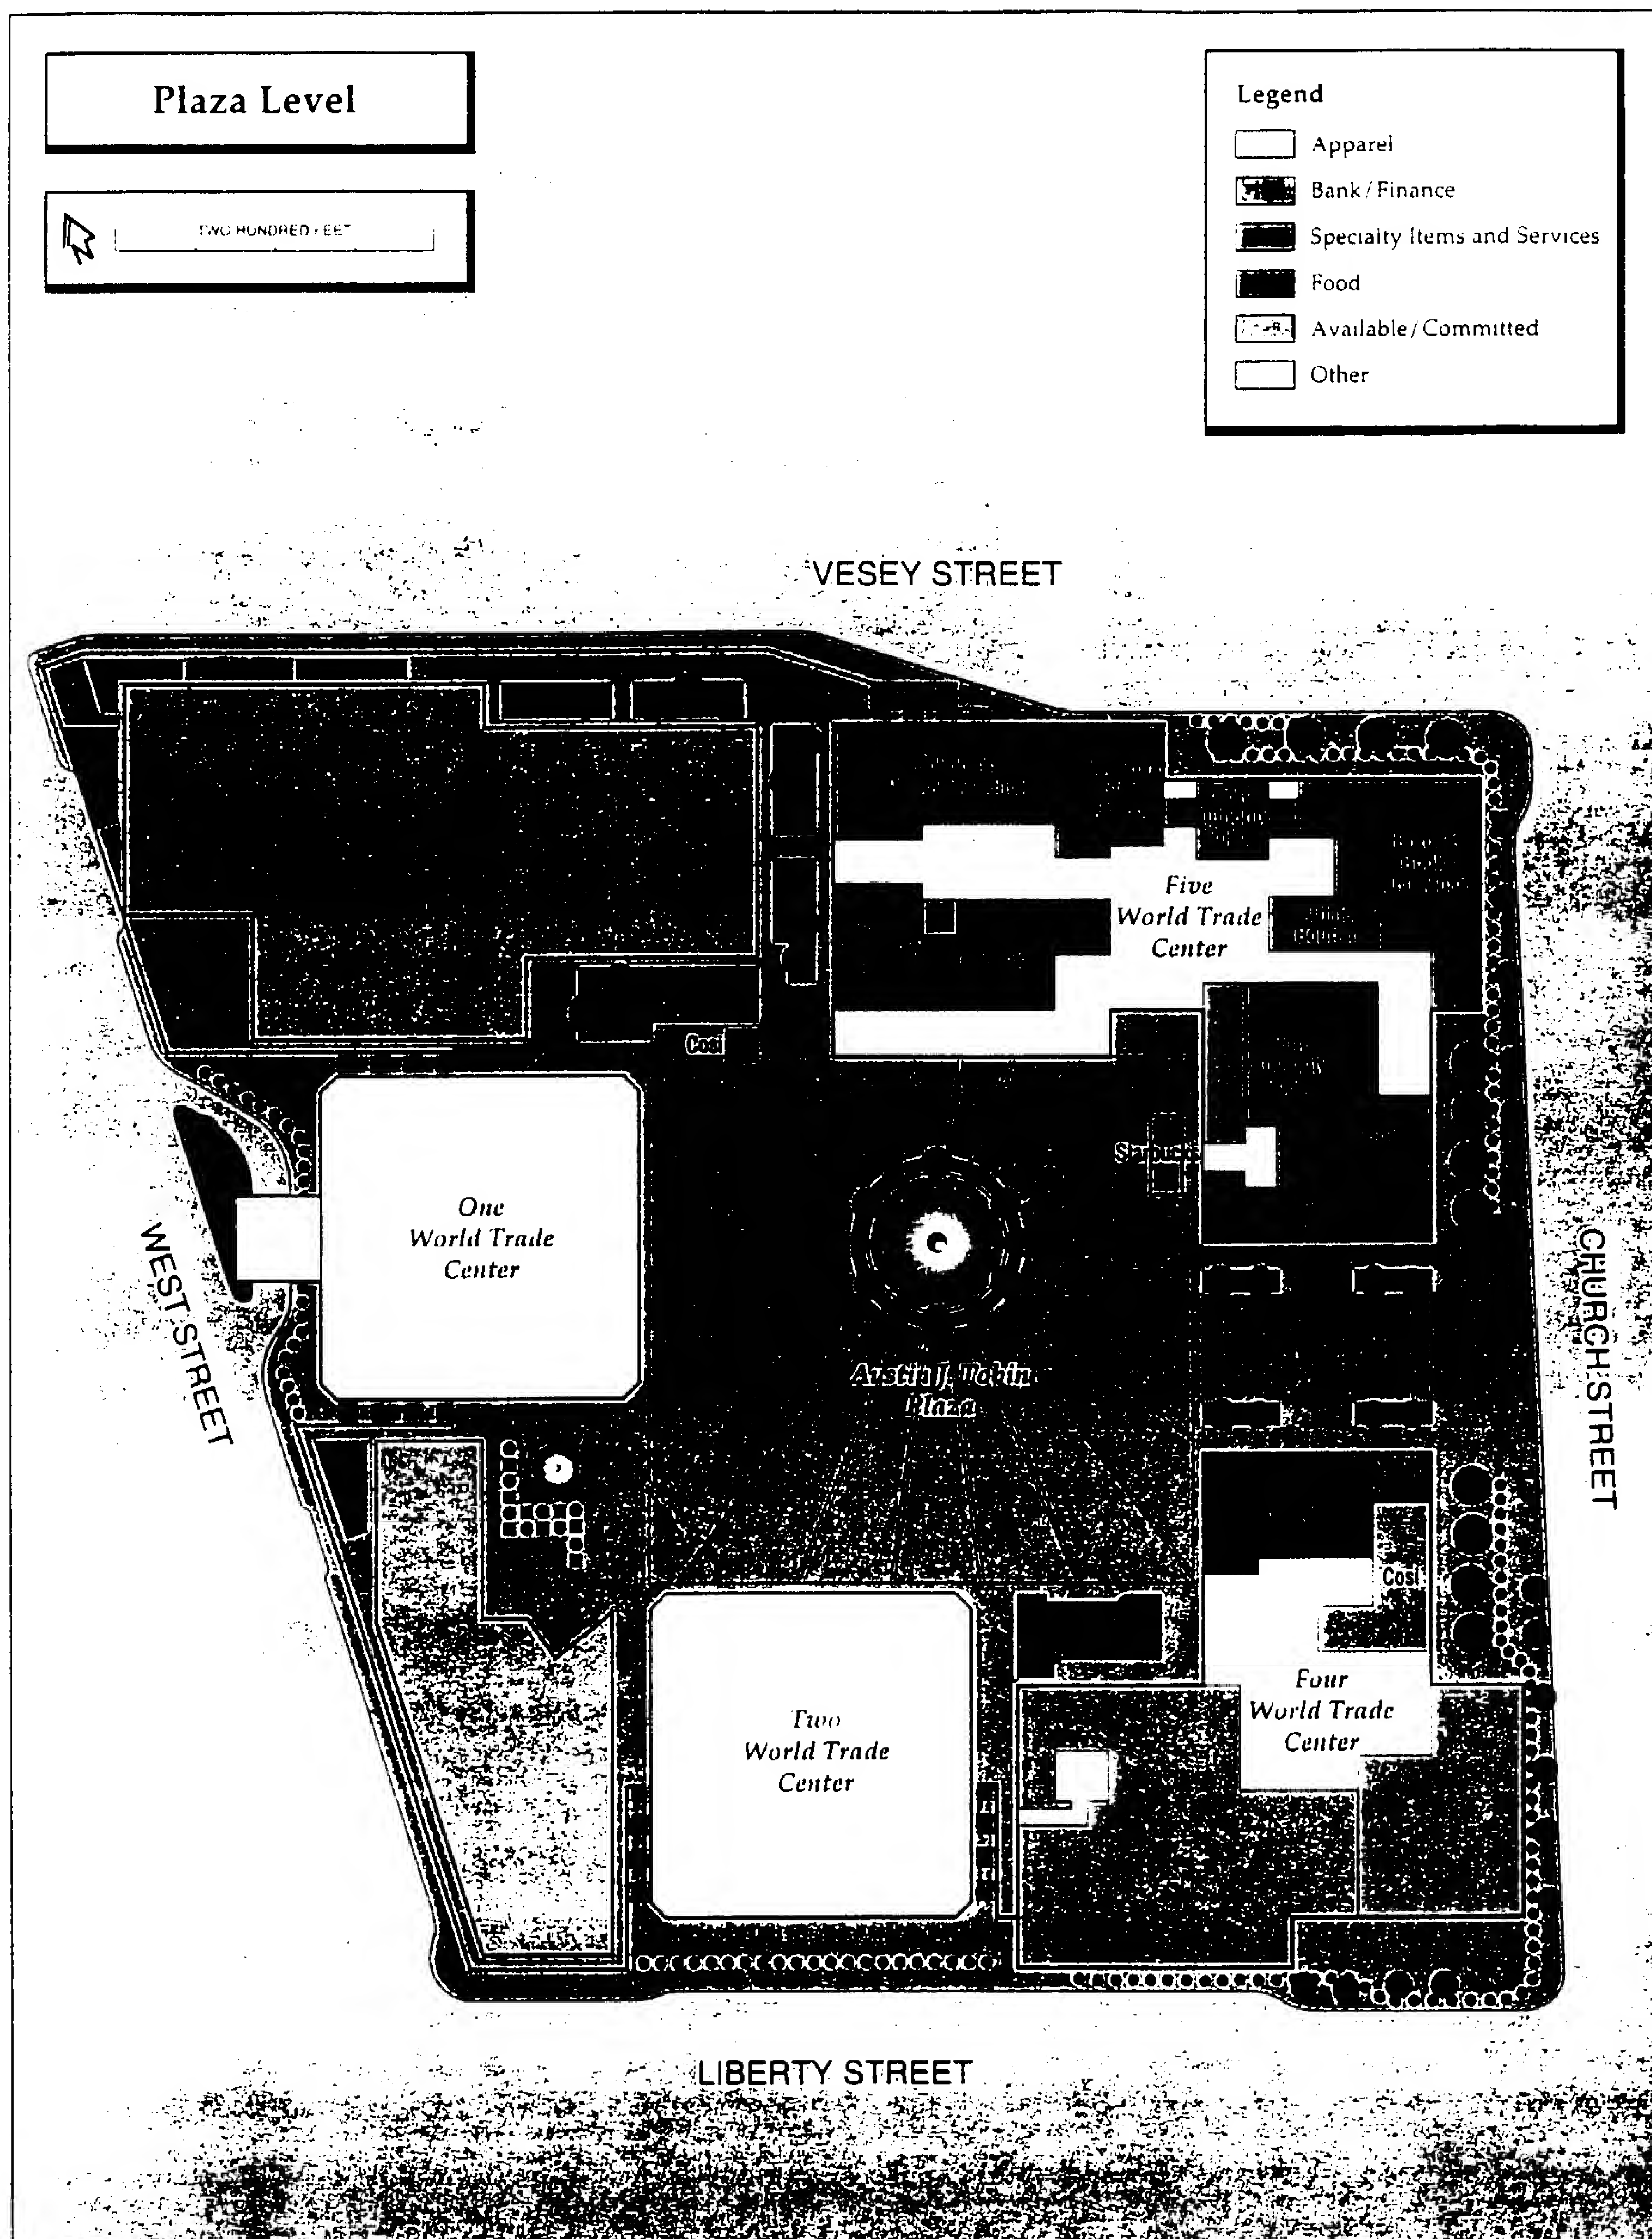 Plaza Level
TWO HUNDRED FEET
Legend
Apparel
Bank / Finance
Specialty Items and Services
Food
Available / Committed
Other
VESEY STREET
Five
World Trade
Center
Cosi
Starbucks
One
World Trade
Center
WEST STREET
CHURCH STREET
Austin J. Tobin
Plaza
Cosi
Four
World Trade
Center
Two
World Trade
Center
LIBERTY STREET